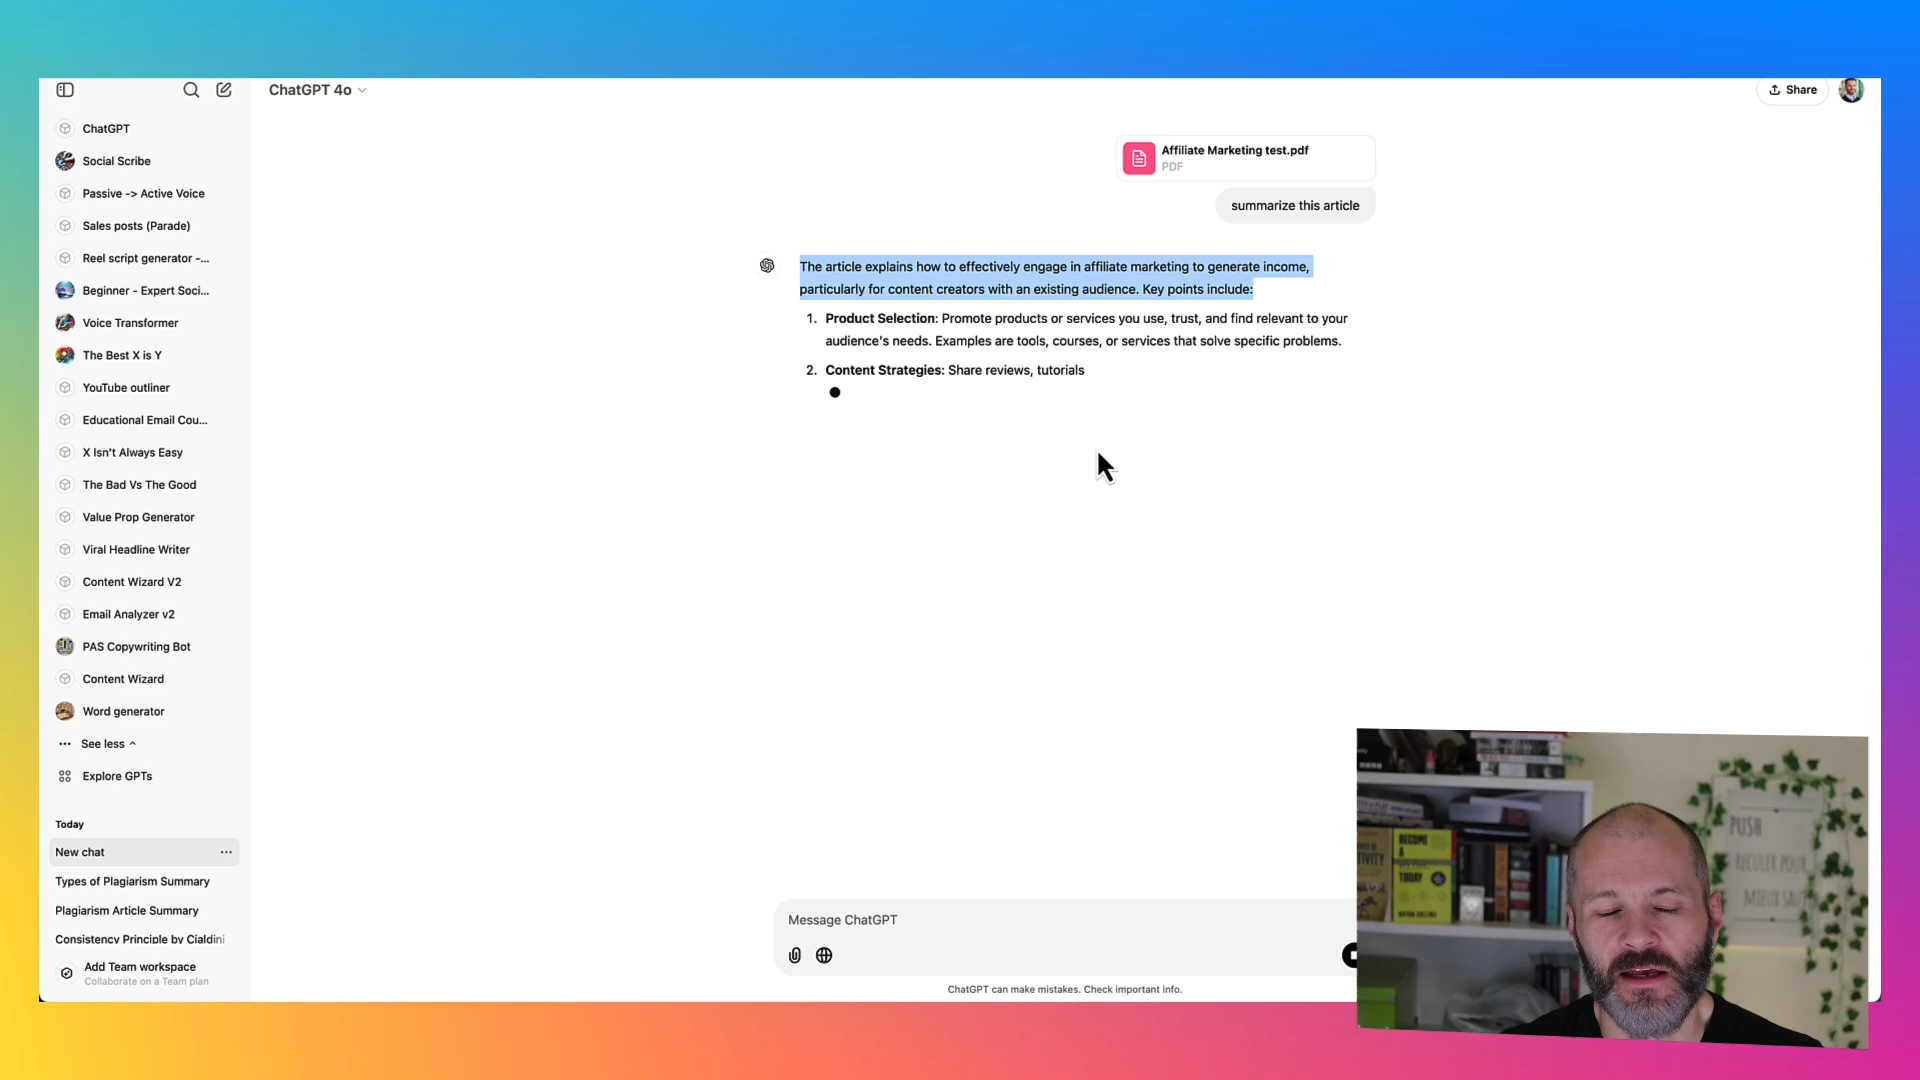 ChatGPT 4o
Share
ChatGPT
Social Scribe
Passive -> Active Voice
Sales posts (Parade)
Reel script generator -...
Beginner - Expert Soci...
Voice Transformer
The Best X is Y
YouTube outliner
Educational Email Cou...
X Isn't Always Easy
The Bad Vs The Good
Value Prop Generator
Viral Headline Writer
Content Wizard V2
Email Analyzer v2
PAS Copywriting Bot
Content Wizard
Word generator
See less
Explore GPTs
Today
New chat
Types of Plagiarism Summary
Plagiarism Article Summary
Consistency Principle by Cialdini
Add Team workspace
Collaborate on a Team plan
Affiliate Marketing test.pdf
PDF
summarize this article
The article explains how to effectively engage in affiliate marketing to generate income,
particularly for content creators with an existing audience. Key points include:
1. Product Selection: Promote products or services you use, trust, and find relevant to your
audience's needs. Examples are tools, courses, or services that solve specific problems.
2. Content Strategies: Share reviews, tutorials
Message ChatGPT
ChatGPT can make mistakes. Check important info.
BECOME
A
TODAY
BRYAN COLLINS
PUSH
RECULER POUR
MIEUX